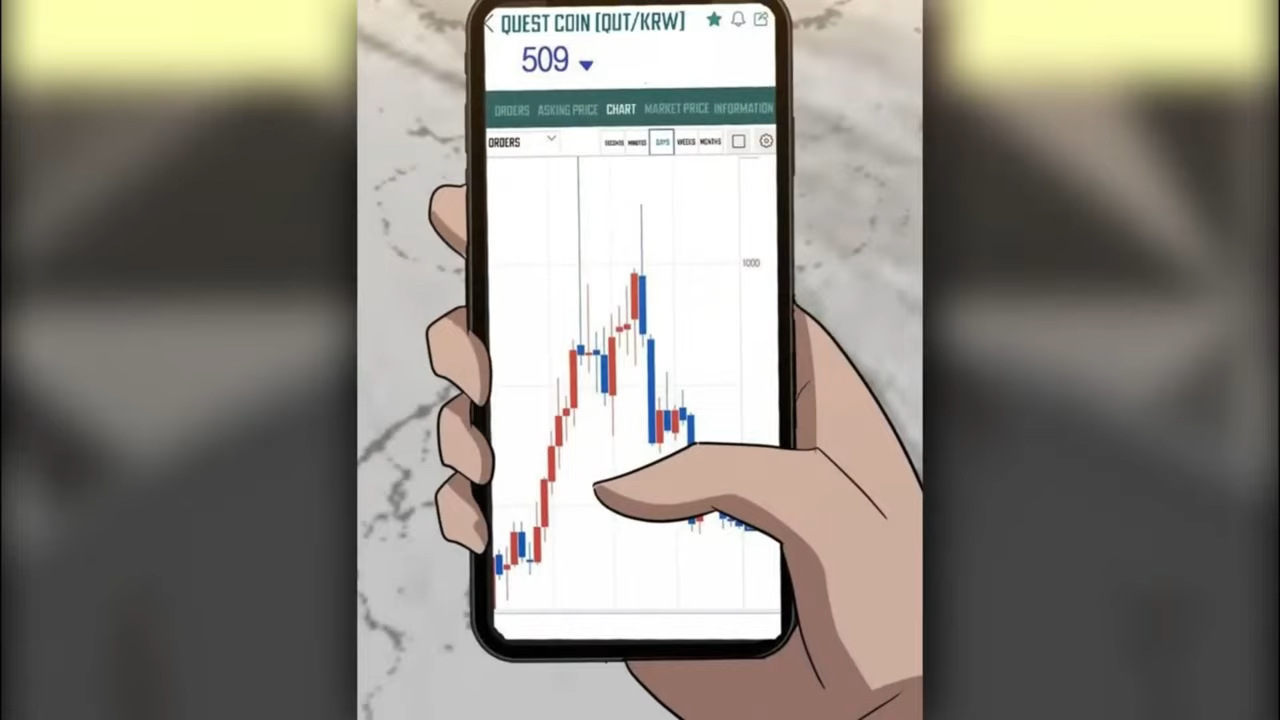 QUEST COIN [QUT/KRW]
509
ORDERS ASKING PRICE CHART MARKET PRICE INFORMATION
ORDERS SECONDS MINUTES DAYS WEEKS MONTHS
1000